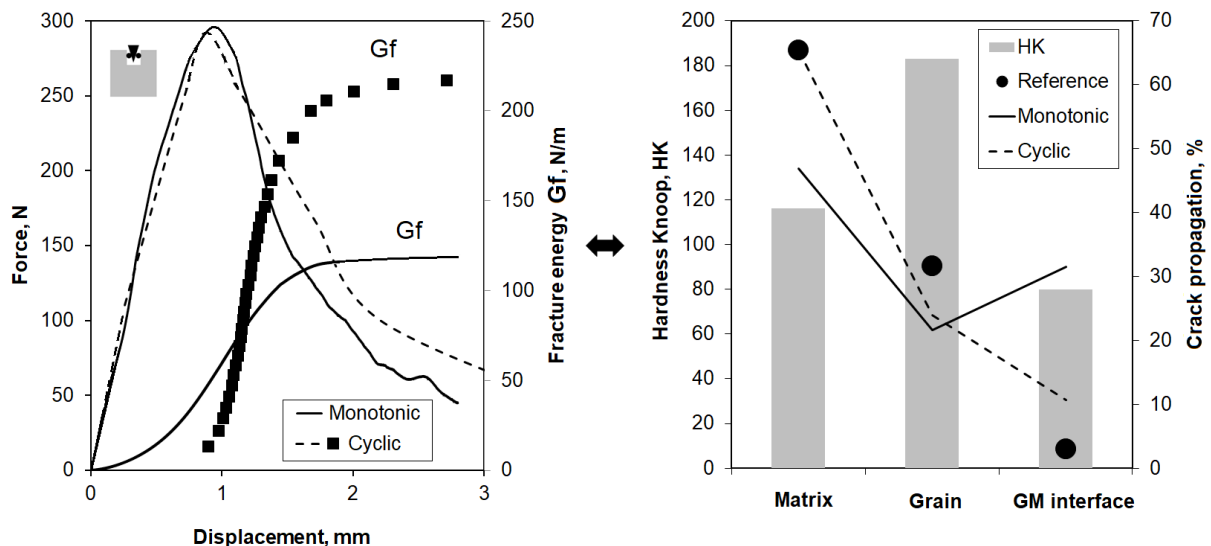 Force, N
300
250
200
150
100
50
0
Gf
Gf
Monotonic
Cyclic
0
1
2
3
Displacement, mm
250
200
150
100
50
0
Fracture energy Gf, N/m
Hardness Knoop, HK
200
180
160
140
120
100
80
60
40
20
0
HK
Reference
Monotonic
Cyclic
Matrix
Grain
GM interface
70
60
50
40
30
20
10
0
Crack propagation, %